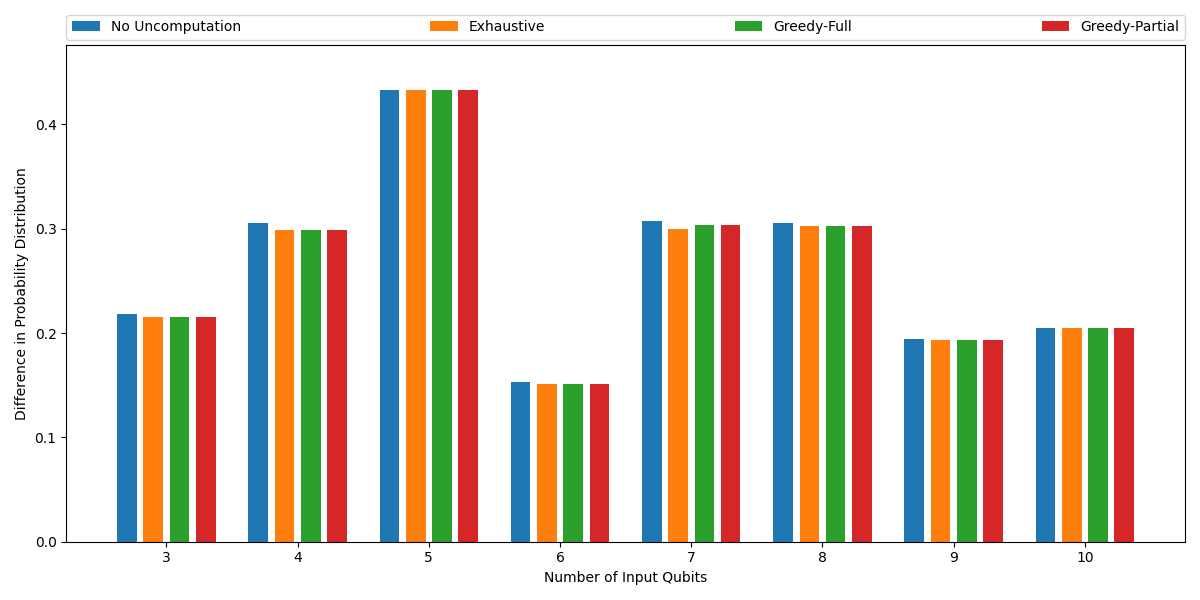 No Uncomputation Exhaustive Greedy-Full Greedy-Partial
Difference in Probability Distribution
0.4
0.3
0.2
0.1
0.0
3 4 5 6 7 8 9 10
Number of Input Qubits